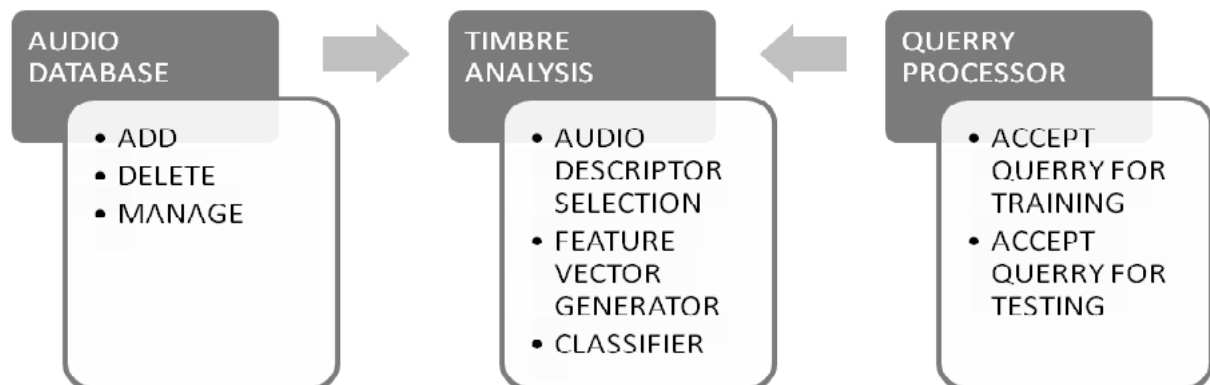 AUDIO
DATABASE
• ADD
• DELETE
• MANAGE
TIMBRE
ANALYSIS
• AUDIO
DESCRIPTOR
SELECTION
• FEATURE
VECTOR
GENERATOR
• CLASSIFIER
QUERRY
PROCESSOR
• ACCEPT
QUERRY FOR
TRAINING
• ACCEPT
QUERRY FOR
TESTING